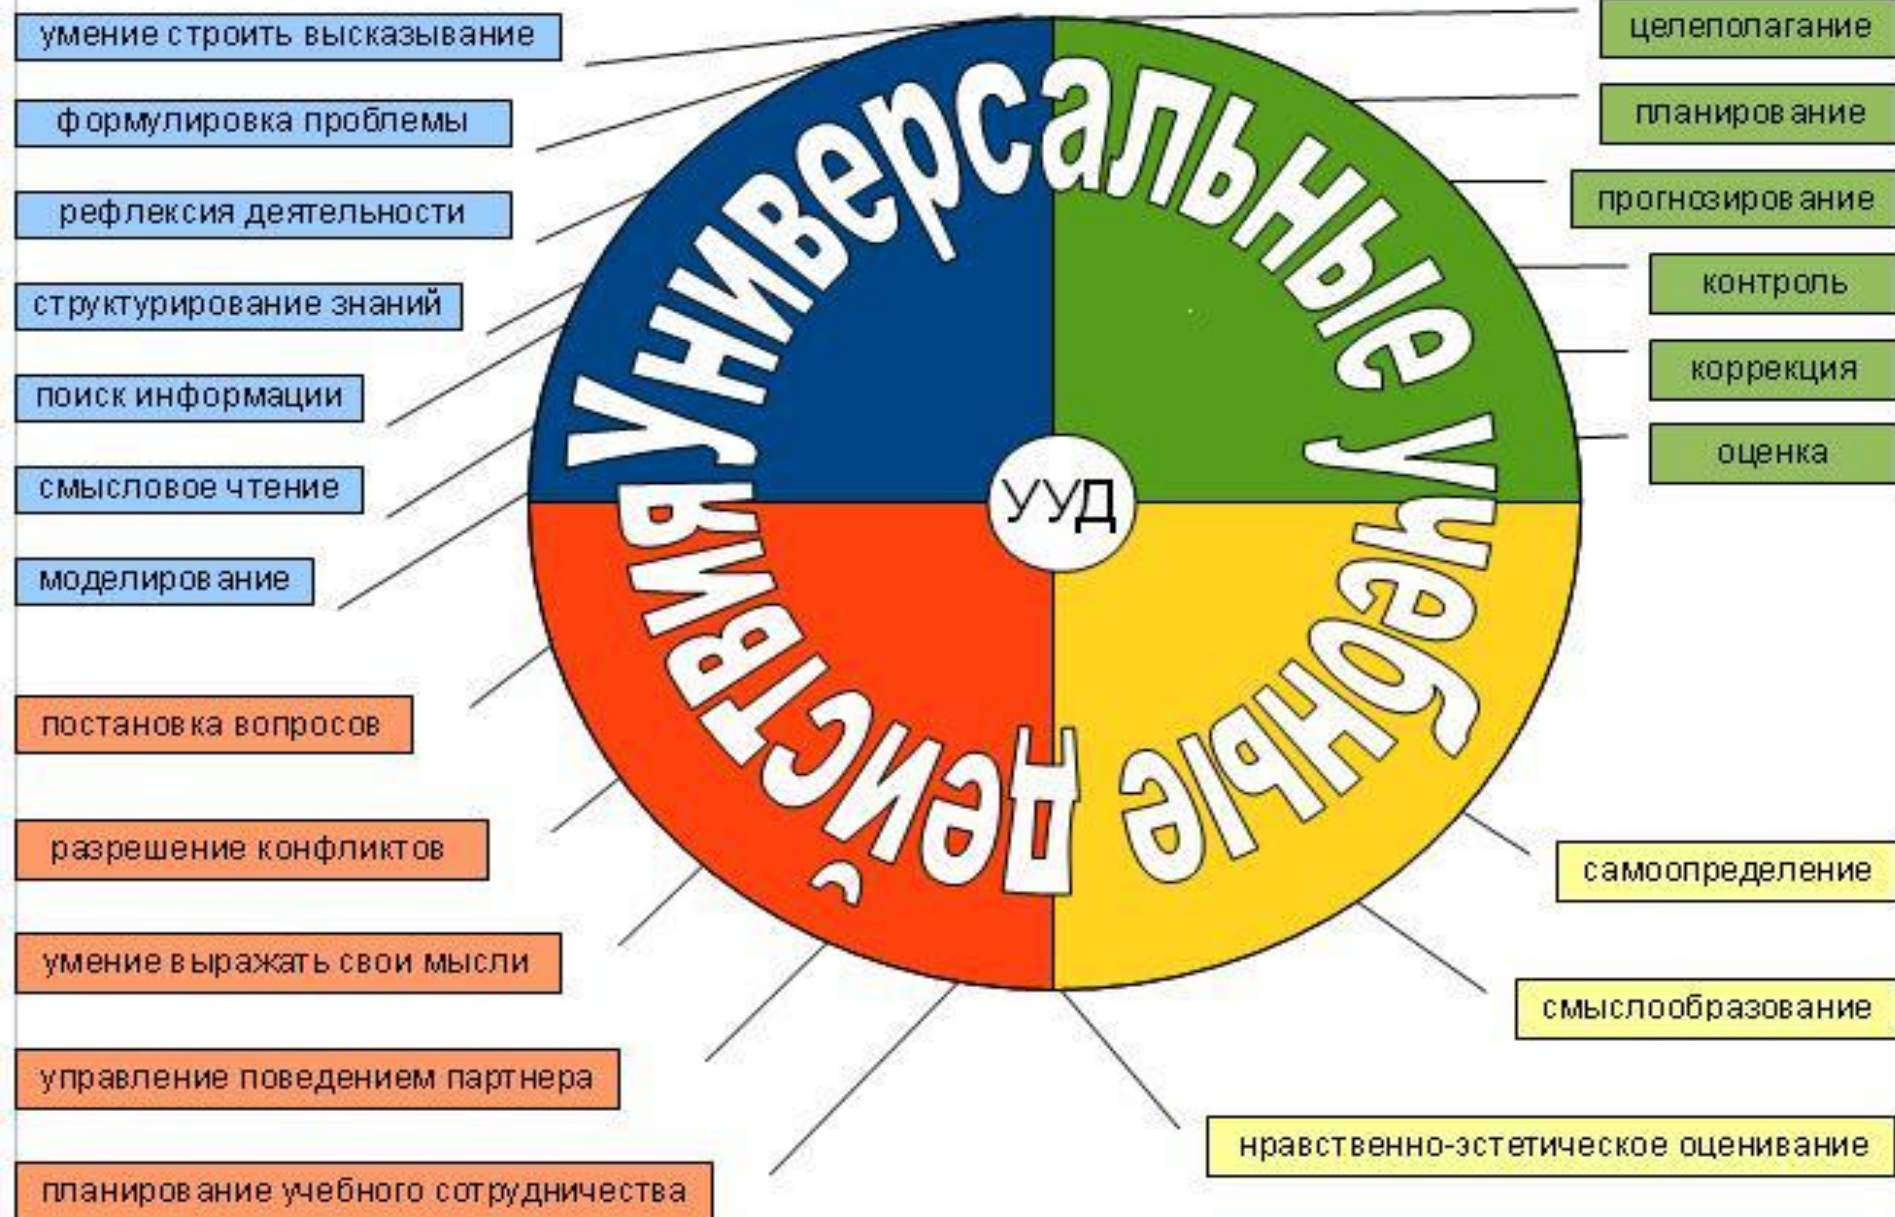 умение строить высказывание
формулировка проблемы
рефлексия деятельности
структурирование знаний
поиск информации
смысловое чтение
моделирование
постановка вопросов
разрешение конфликтов
умение выражать свои мысли
управление поведением партнера
планирование учебного сотрудничества
Универсальные учебные действия
УУД
целеполагание
планирование
прогнозирование
контроль
коррекция
оценка
самоопределение
смыслообразование
нравственно-эстетическое оценивание